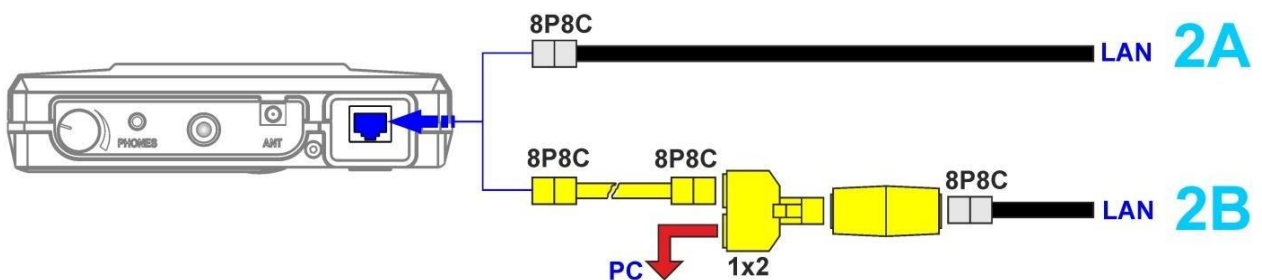 8P8C
LAN 2A
PHONES
ANT
8P8C 8P8C
8P8C
LAN 2B
PC
1x2